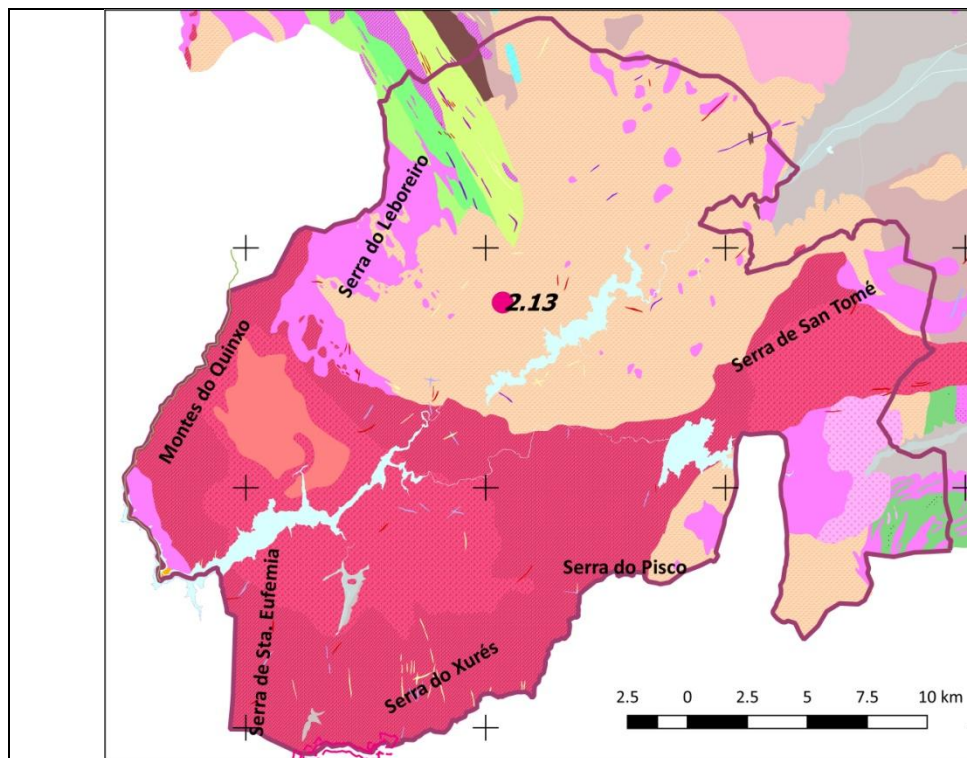 Serra do Leboreiro
2.13
Montes do Quinxo
Serra de San Tomé
Serra de Sta. Eufemia
Serra do Pisco
Serra do Xurés
2.5 0 2.5 5 7.5 10 km